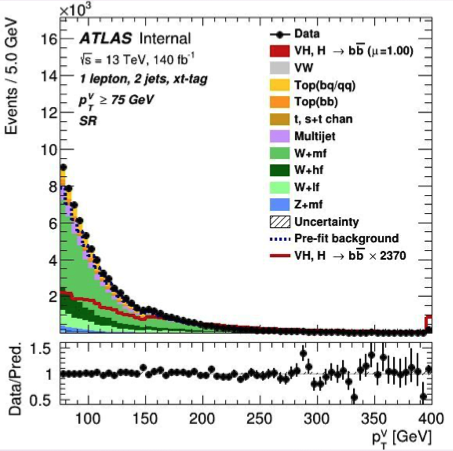 ×10³
ATLAS Internal
√s = 13 TeV, 140 fb⁻¹
1 lepton, 2 jets, xt-tag
p_T^V ≥ 75 GeV
SR
Data
VH, H → bb̅ (μ=1.00)
VW
Top(bq/qq)
Top(bb)
t, s+t chan
Multijet
W+mf
W+hf
W+lf
Z+mf
Uncertainty
Pre-fit background
VH, H → bb̅ × 2370
Events / 5.0 GeV
16
14
12
10
8
6
4
2
Data/Pred.
1.5
1
0.5
100 150 200 250 300 350 400
p_T^V [GeV]